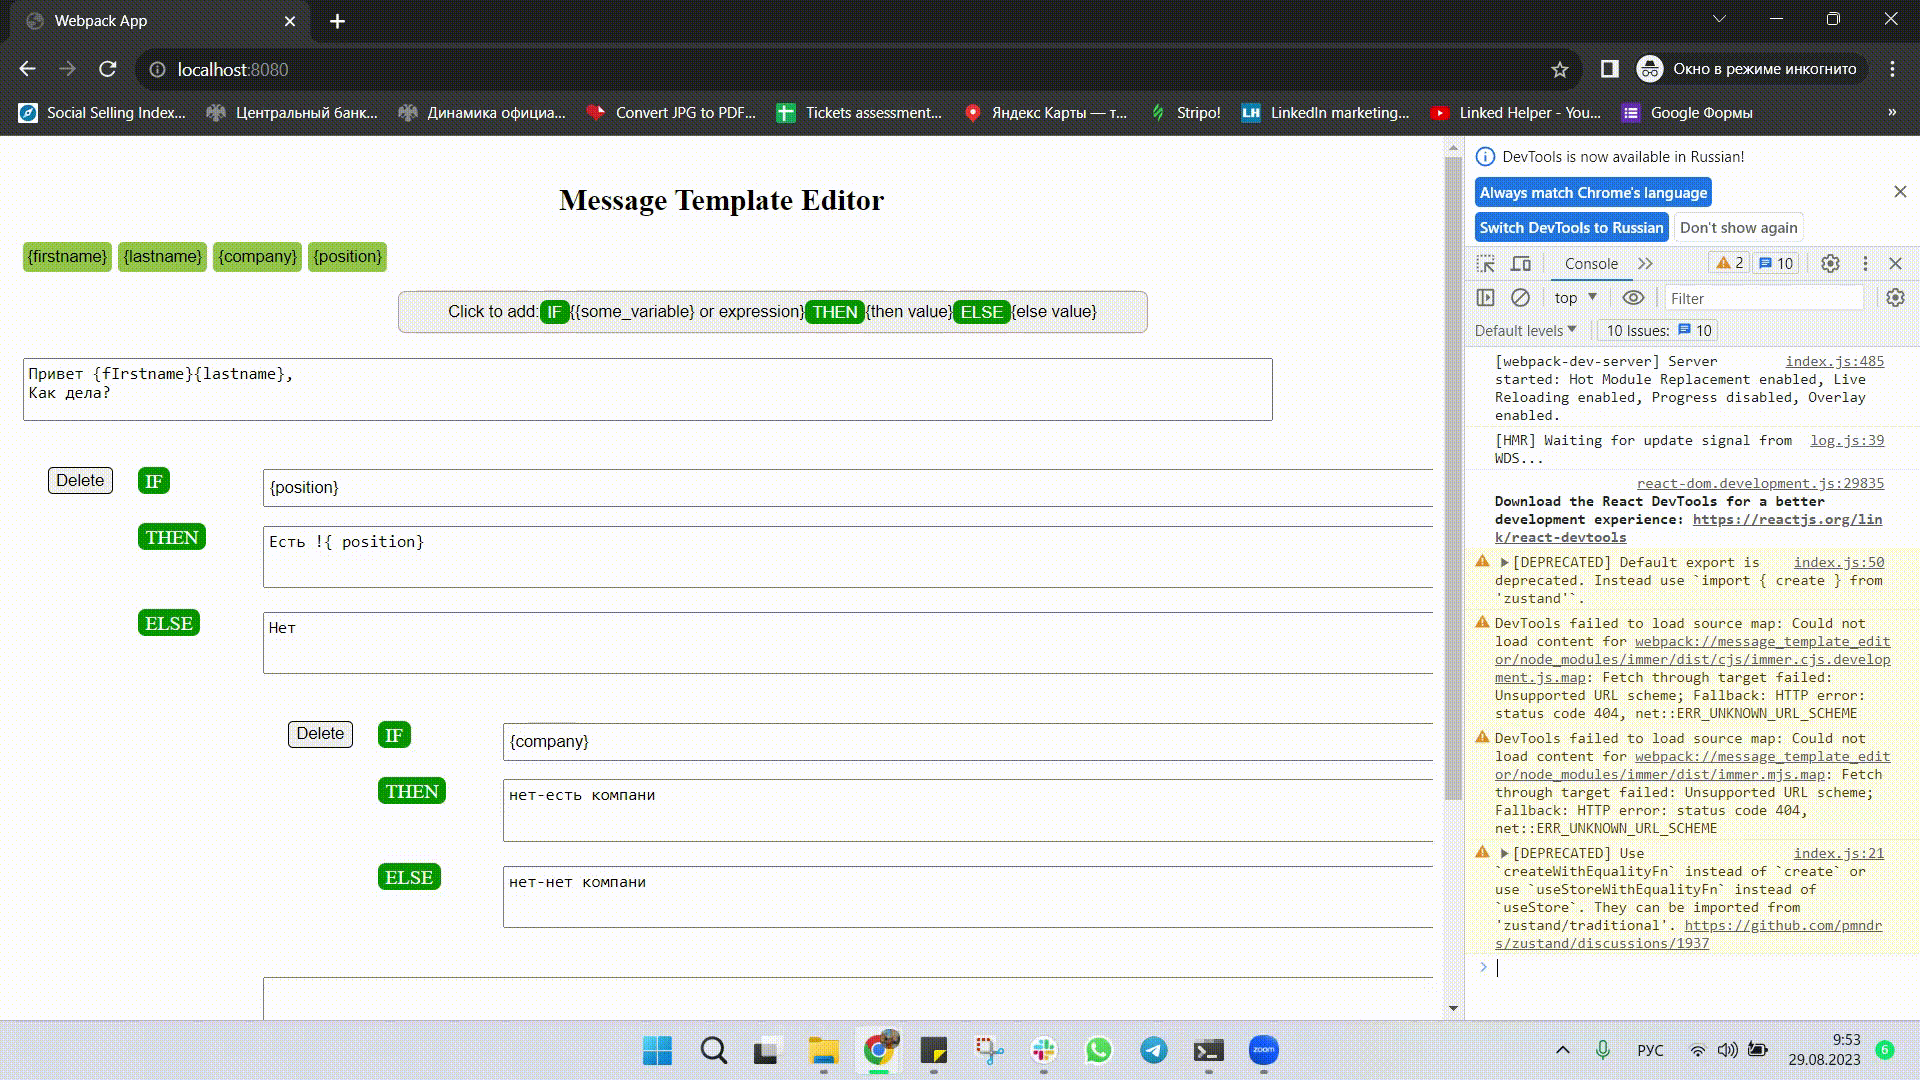 Webpack App
localhost:8080
Окно в режиме инкогнито
Social Selling Index...
Центральный банк...
Динамика официа...
Convert JPG to PDF...
Tickets assessment...
Яндекс Карты — т...
Stripo!
LH
LinkedIn marketing...
Linked Helper - You...
Google Формы
»
Message Template Editor
{firstname} {lastname} {company} {position}
Click to add: IF {{some_variable} or expression} THEN {then value} ELSE {else value}
Привет {fIrstname}{lastname},
Как дела?
Delete IF {position}
THEN Есть !{ position}
ELSE Нет
Delete IF {company}
THEN нет-есть компани
ELSE нет-нет компани
DevTools is now available in Russian!
Always match Chrome's language
Switch DevTools to Russian Don't show again
Console 2 10
top Filter
Default levels 10 Issues: 10
[webpack-dev-server] Server index.js:485
started: Hot Module Replacement enabled, Live
Reloading enabled, Progress disabled, Overlay
enabled.
[HMR] Waiting for update signal from log.js:39
WDS...
react-dom.development.js:29835
Download the React DevTools for a better
development experience: https://reactjs.org/lin
k/react-devtools
[DEPRECATED] Default export is index.js:50
deprecated. Instead use `import { create } from
'zustand'`.
DevTools failed to load source map: Could not
load content for webpack://message_template_edit
or/node_modules/immer/dist/cjs/immer.cjs.develop
ment.js.map: Fetch through target failed:
Unsupported URL scheme; Fallback: HTTP error:
status code 404, net::ERR_UNKNOWN_URL_SCHEME
DevTools failed to load source map: Could not
load content for webpack://message_template_edit
or/node_modules/immer/dist/immer.mjs.map: Fetch
through target failed: Unsupported URL scheme;
Fallback: HTTP error: status code 404,
net::ERR_UNKNOWN_URL_SCHEME
[DEPRECATED] Use index.js:21
`createWithEqualityFn` instead of `create` or
use `useStoreWithEqualityFn` instead of
`useStore`. They can be imported from
'zustand/traditional'. https://github.com/pmndr
s/zustand/discussions/1937
zoom
РУС
9:53
29.08.2023
6